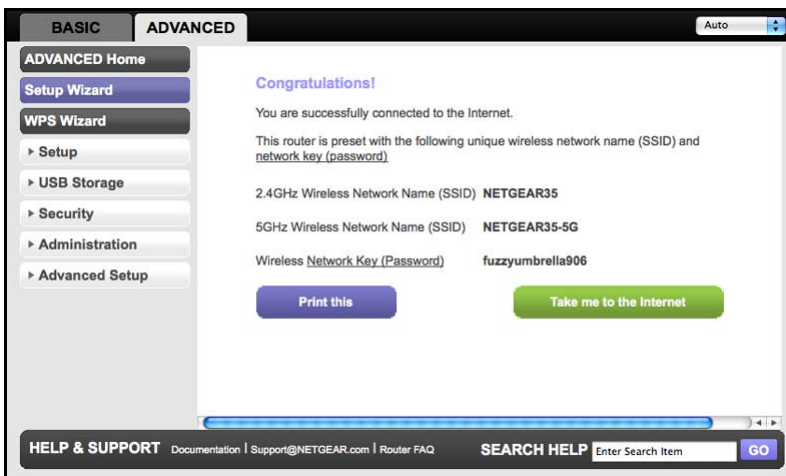 BASIC
ADVANCED
Auto
ADVANCED Home
Setup Wizard
WPS Wizard
Setup
USB Storage
Security
Administration
Advanced Setup
Congratulations!
You are successfully connected to the Internet.
This router is preset with the following unique wireless network name (SSID) and
network key (password)
2.4GHz Wireless Network Name (SSID) NETGEAR35
5GHz Wireless Network Name (SSID) NETGEAR35-5G
Wireless Network Key (Password) fuzzyumbrella906
Print this
Take me to the Internet
HELP & SUPPORT Documentation | Support@NETGEAR.com | Router FAQ
SEARCH HELP Enter Search Item GO